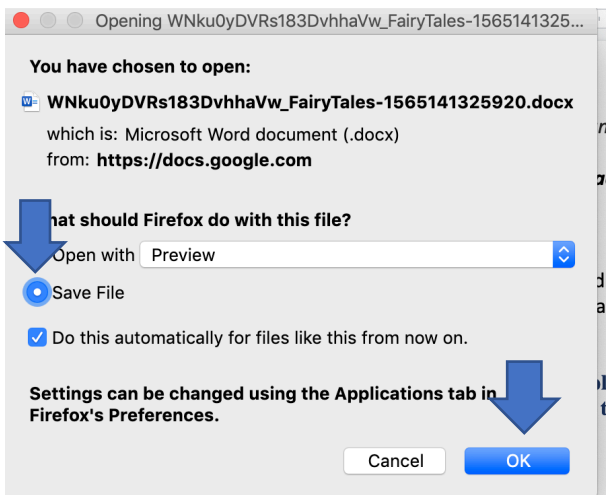 Opening WNku0yDVRs183DvhhaVw_FairyTales-1565141325...
You have chosen to open:
WNku0yDVRs183DvhhaVw_FairyTales-1565141325920.docx
which is: Microsoft Word document (.docx)
from: https://docs.google.com
hat should Firefox do with this file?
Open with Preview
Save File
Do this automatically for files like this from now on.
Settings can be changed using the Applications tab in
Firefox's Preferences.
Cancel OK